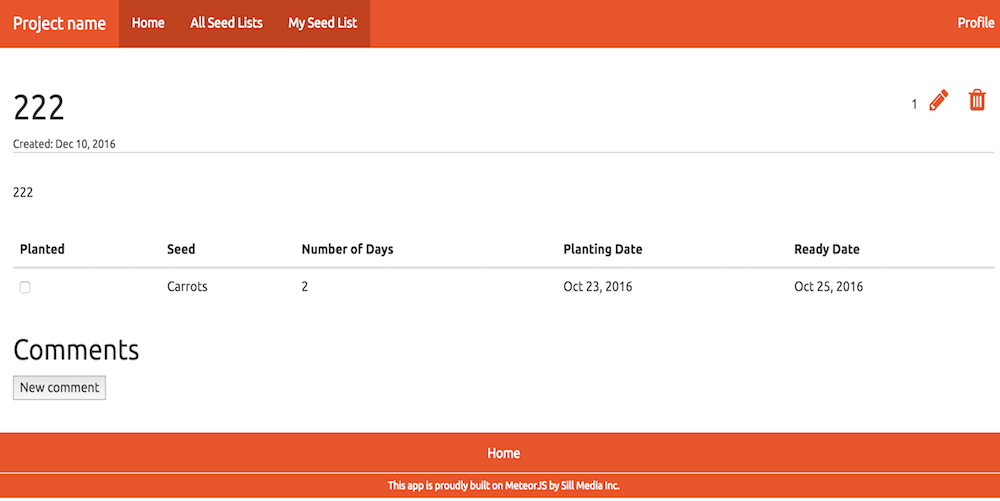 Project name Home All Seed Lists My Seed List Profile
222 1
Created: Dec 10, 2016
222
Planted Seed Number of Days Planting Date Ready Date
Carrots 2 Oct 23, 2016 Oct 25, 2016
Comments
New comment
Home
This app is proudly built on MeteorJS by Sill Media Inc.